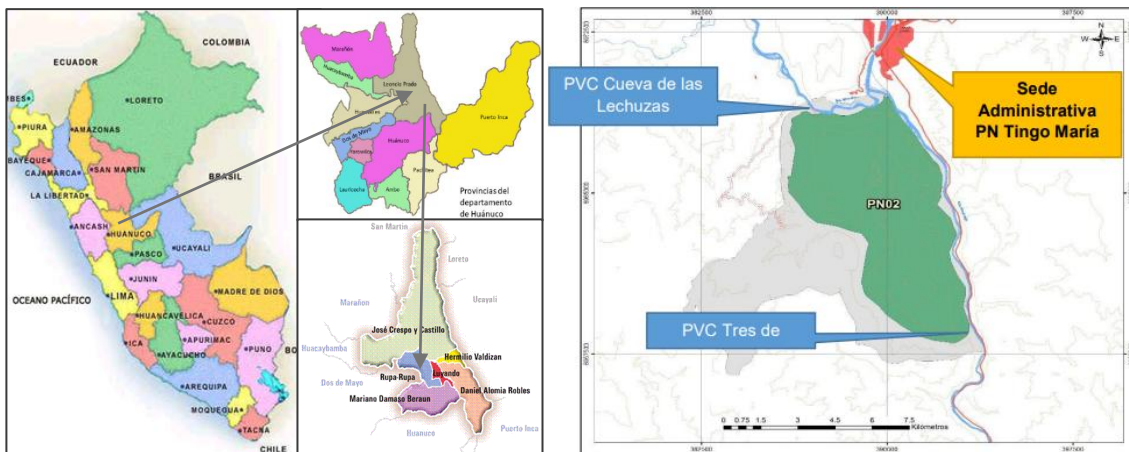 COLOMBIA
ECUADOR
LORETO
PIURA
AMAZONAS
CAJAMARCA
SAN MARTIN
LA LIBERTAD
BRASIL
ANCASH
HUANUCO
UCAYALI
PASCO
JUNIN
OCEANO PACÍFICO
LIMA
MADRE DE DIOS
HUANCAVELICA
CUZCO
ICA
APURIMAC
AYACUCHO
PUNO
AREQUIPA
MOQUEGUA
TACNA
CHILE
Marañón
Huacaybamba
Leoncio Prado
Puerto Inca
Dos de Mayo
Huánuco
Lauricocha
Ambo
Provincias del
departamento
de Huánuco
San Martín
Loreto
Ucayali
Marañon
José Crespo y Castillo
Huacaybamba
Hermilio Valdizan
Rupa-Rupa
Luyando
Dos de Mayo
Daniel Alomia Robles
Mariano Damaso Beraun
Huanuco
Puerto Inca
N
W
E
S
PVC Cueva de las
Lechuzas
Sede
Administrativa
PN Tingo María
PN02
PVC Tres de
0 0.75 1.5 3 4.5 6 7.5
Kilómetros